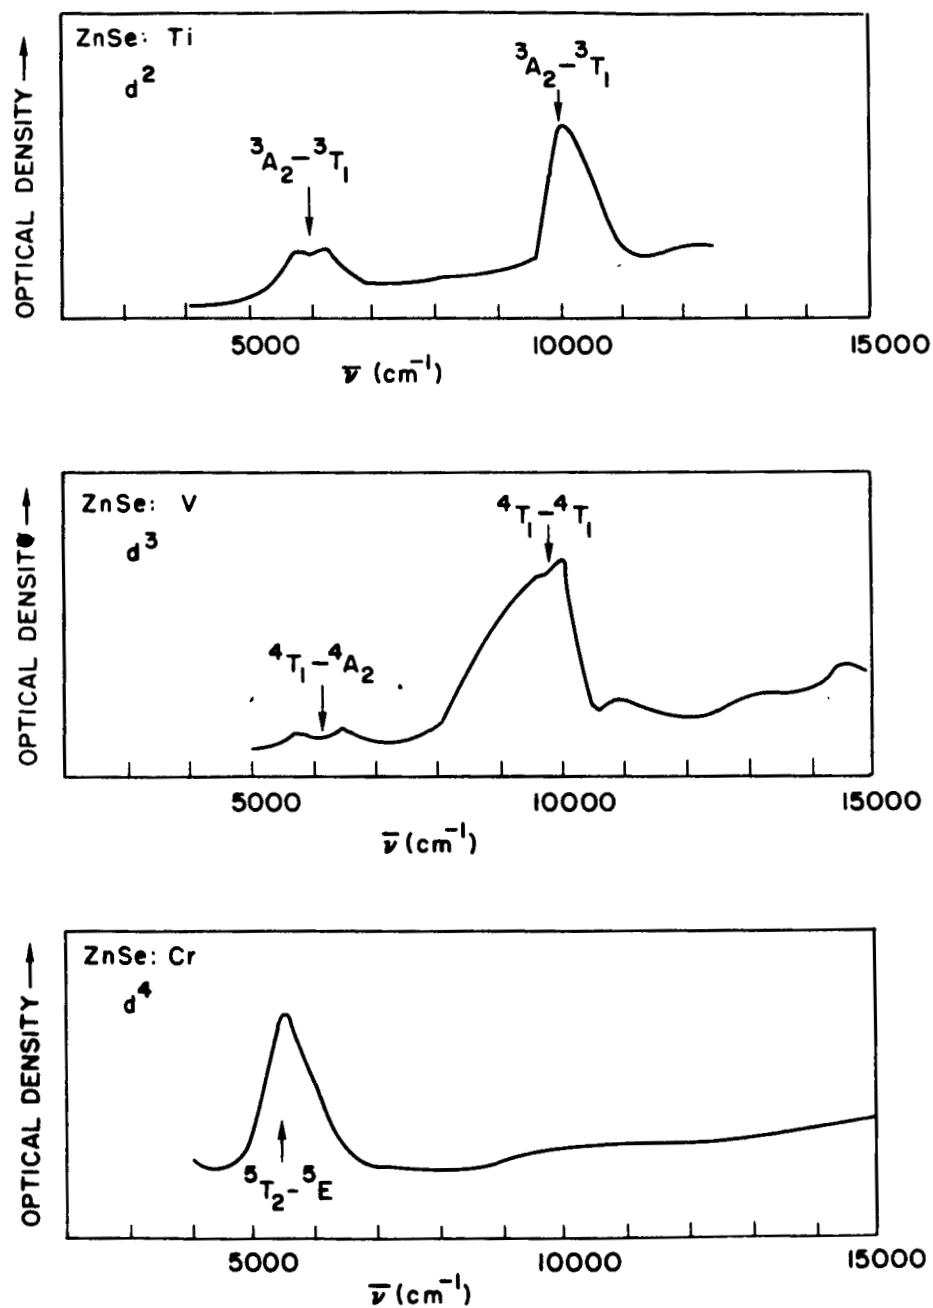 ZnSe: Ti
d²
³A₂-³T₁
³A₂-³T₁
OPTICAL DENSITY →
5000 10000 15000
ν̅ (cm⁻¹)
ZnSe: V
d³
⁴T₁-⁴T₁
⁴T₁-⁴A₂
OPTICAL DENSITY →
5000 10000 15000
ν̅ (cm⁻¹)
ZnSe: Cr
d⁴
⁵T₂-⁵E
OPTICAL DENSITY →
5000 10000 15000
ν̅ (cm⁻¹)